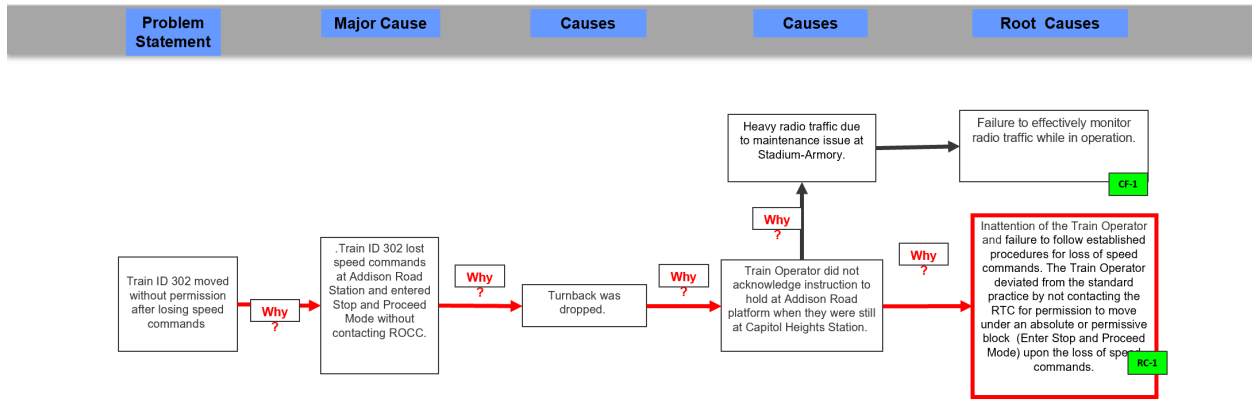 Problem
Statement
Major Cause
Causes
Causes
Root  Causes
Heavy radio traffic due
to maintenance issue at
Stadium-Armory.
Failure to effectively monitor
radio traffic while in operation.
CF-1
Why
?
Train ID 302 moved
without permission
after losing speed
commands
Why
?
.Train ID 302 lost
speed commands
at Addison Road
Station and entered
Stop and Proceed
Mode without
contacting ROCC.
Why
?
Turnback was
dropped.
Why
?
Train Operator did not
acknowledge instruction to
hold at Addison Road
platform when they were still
at Capitol Heights Station.
Why
?
Inattention of the Train Operator
and failure to follow established
procedures for loss of speed
commands. The Train Operator
deviated from the standard
practice by not contacting the
RTC for permission to move
under an absolute or permissive
block  (Enter Stop and Proceed
Mode) upon the loss of speed
commands.
RC-1